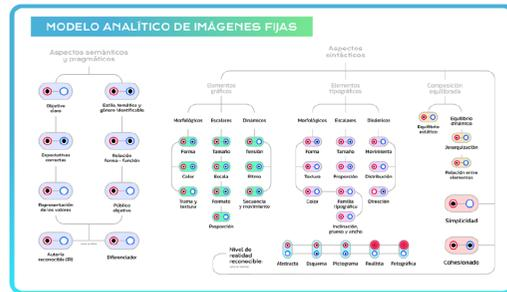 MODELO ANALÍTICO DE IMÁGENES FIJAS
Aspectos semánticos
y pragmáticos
Objetivo
claro
Estilo, temática y
género identificable
Expectativas
correctas
Relación
forma - función
Representación
de los valores
Público
objetivo
Autoría
reconocible (ID)
Diferenciador
Aspectos
sintácticos
Elementos
gráficos
Morfológicos
Escalares
Dinámicos
Forma
Tamaño
Tensión
Color
Escala
Ritmo
Trama y
textura
Formato
Secuencia
y movimiento
Proporción
Elementos
tipográficos
Morfológicos
Escalares
Dinámicos
Forma
Tamaño
Movimiento
Textura
Proporción
Distribución
Color
Familia
tipográfica
Dirección
Inclinación,
grueso y ancho
Composición
equilibrada
Equilibrio
estático
Equilibrio
dinámico
Jerarquización
Relación entre
elementos
Simplicidad
Cohesionado
Nivel de
realidad
reconocible:
Abstracta
Esquema
Pictograma
Realista
Fotográfica